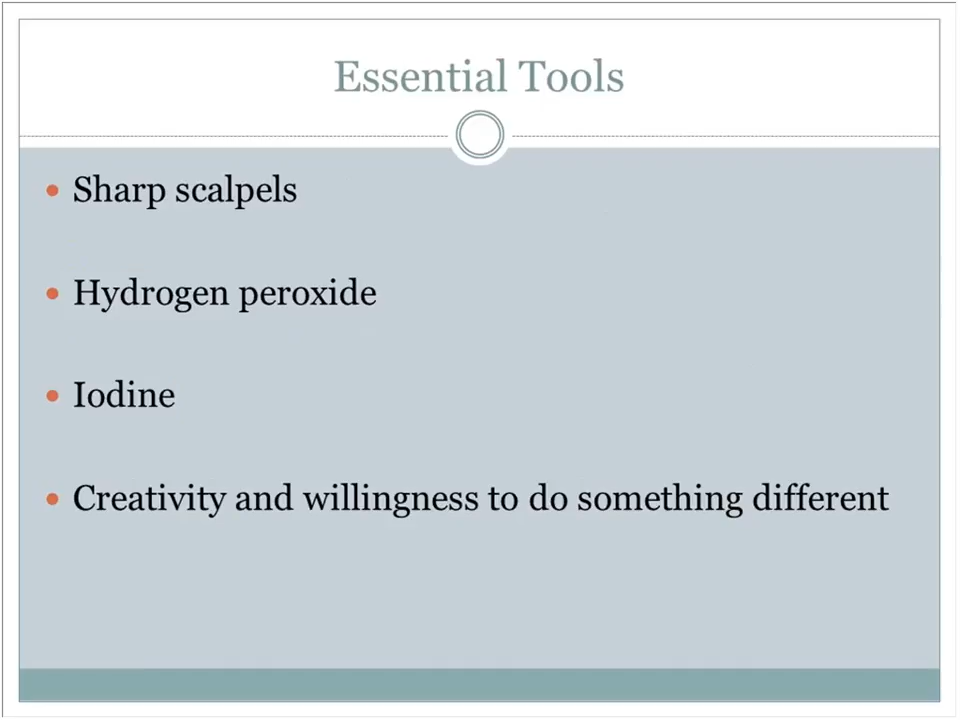 Essential Tools
Sharp scalpels
Hydrogen peroxide
Iodine
Creativity and willingness to do something different